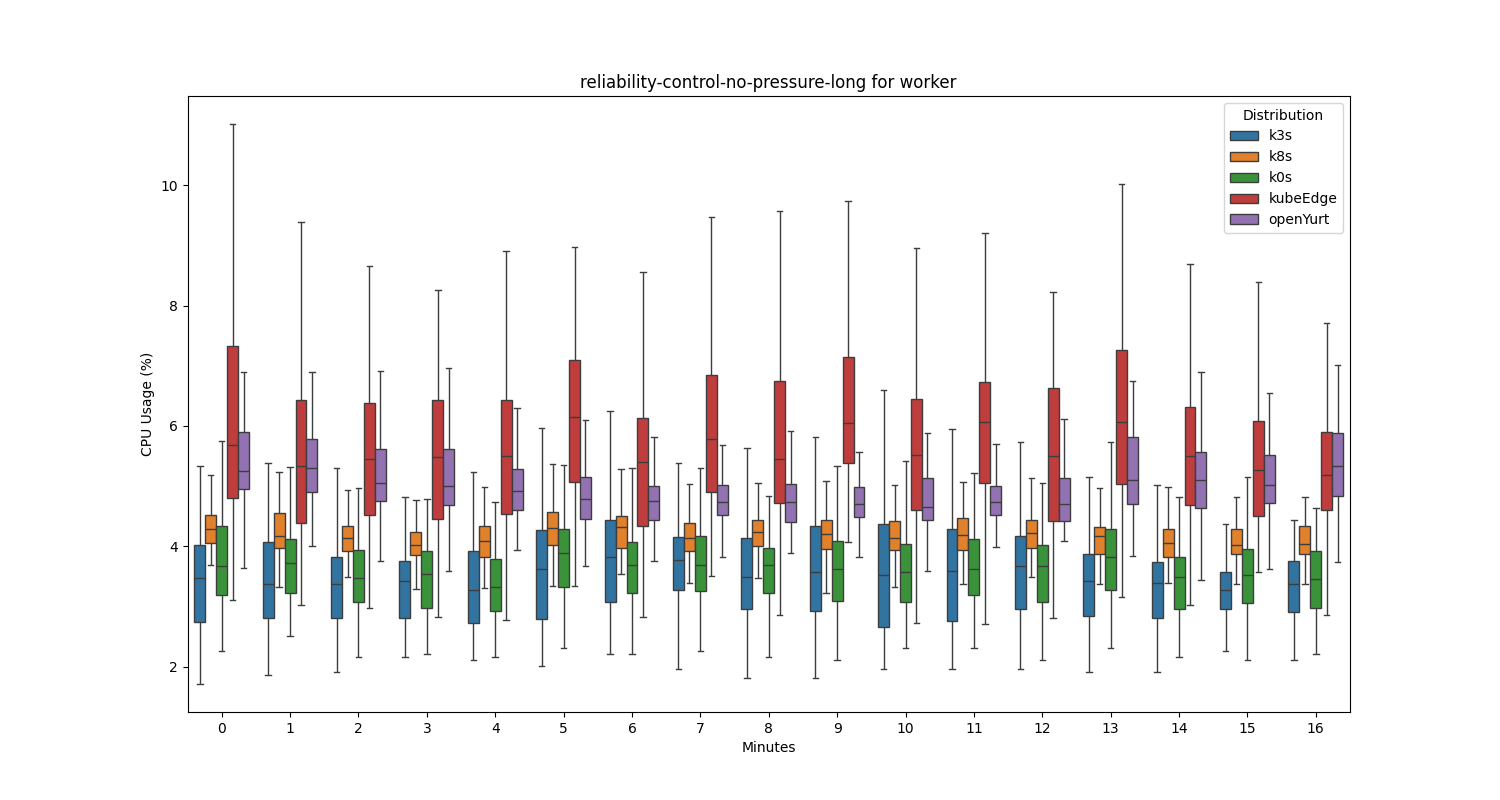 reliability-control-no-pressure-long for worker
Distribution
k3s
k8s
k0s
kubeEdge
openYurt
CPU Usage (%)
10
8
6
4
2
0 1 2 3 4 5 6 7 8 9 10 11 12 13 14 15 16
Minutes